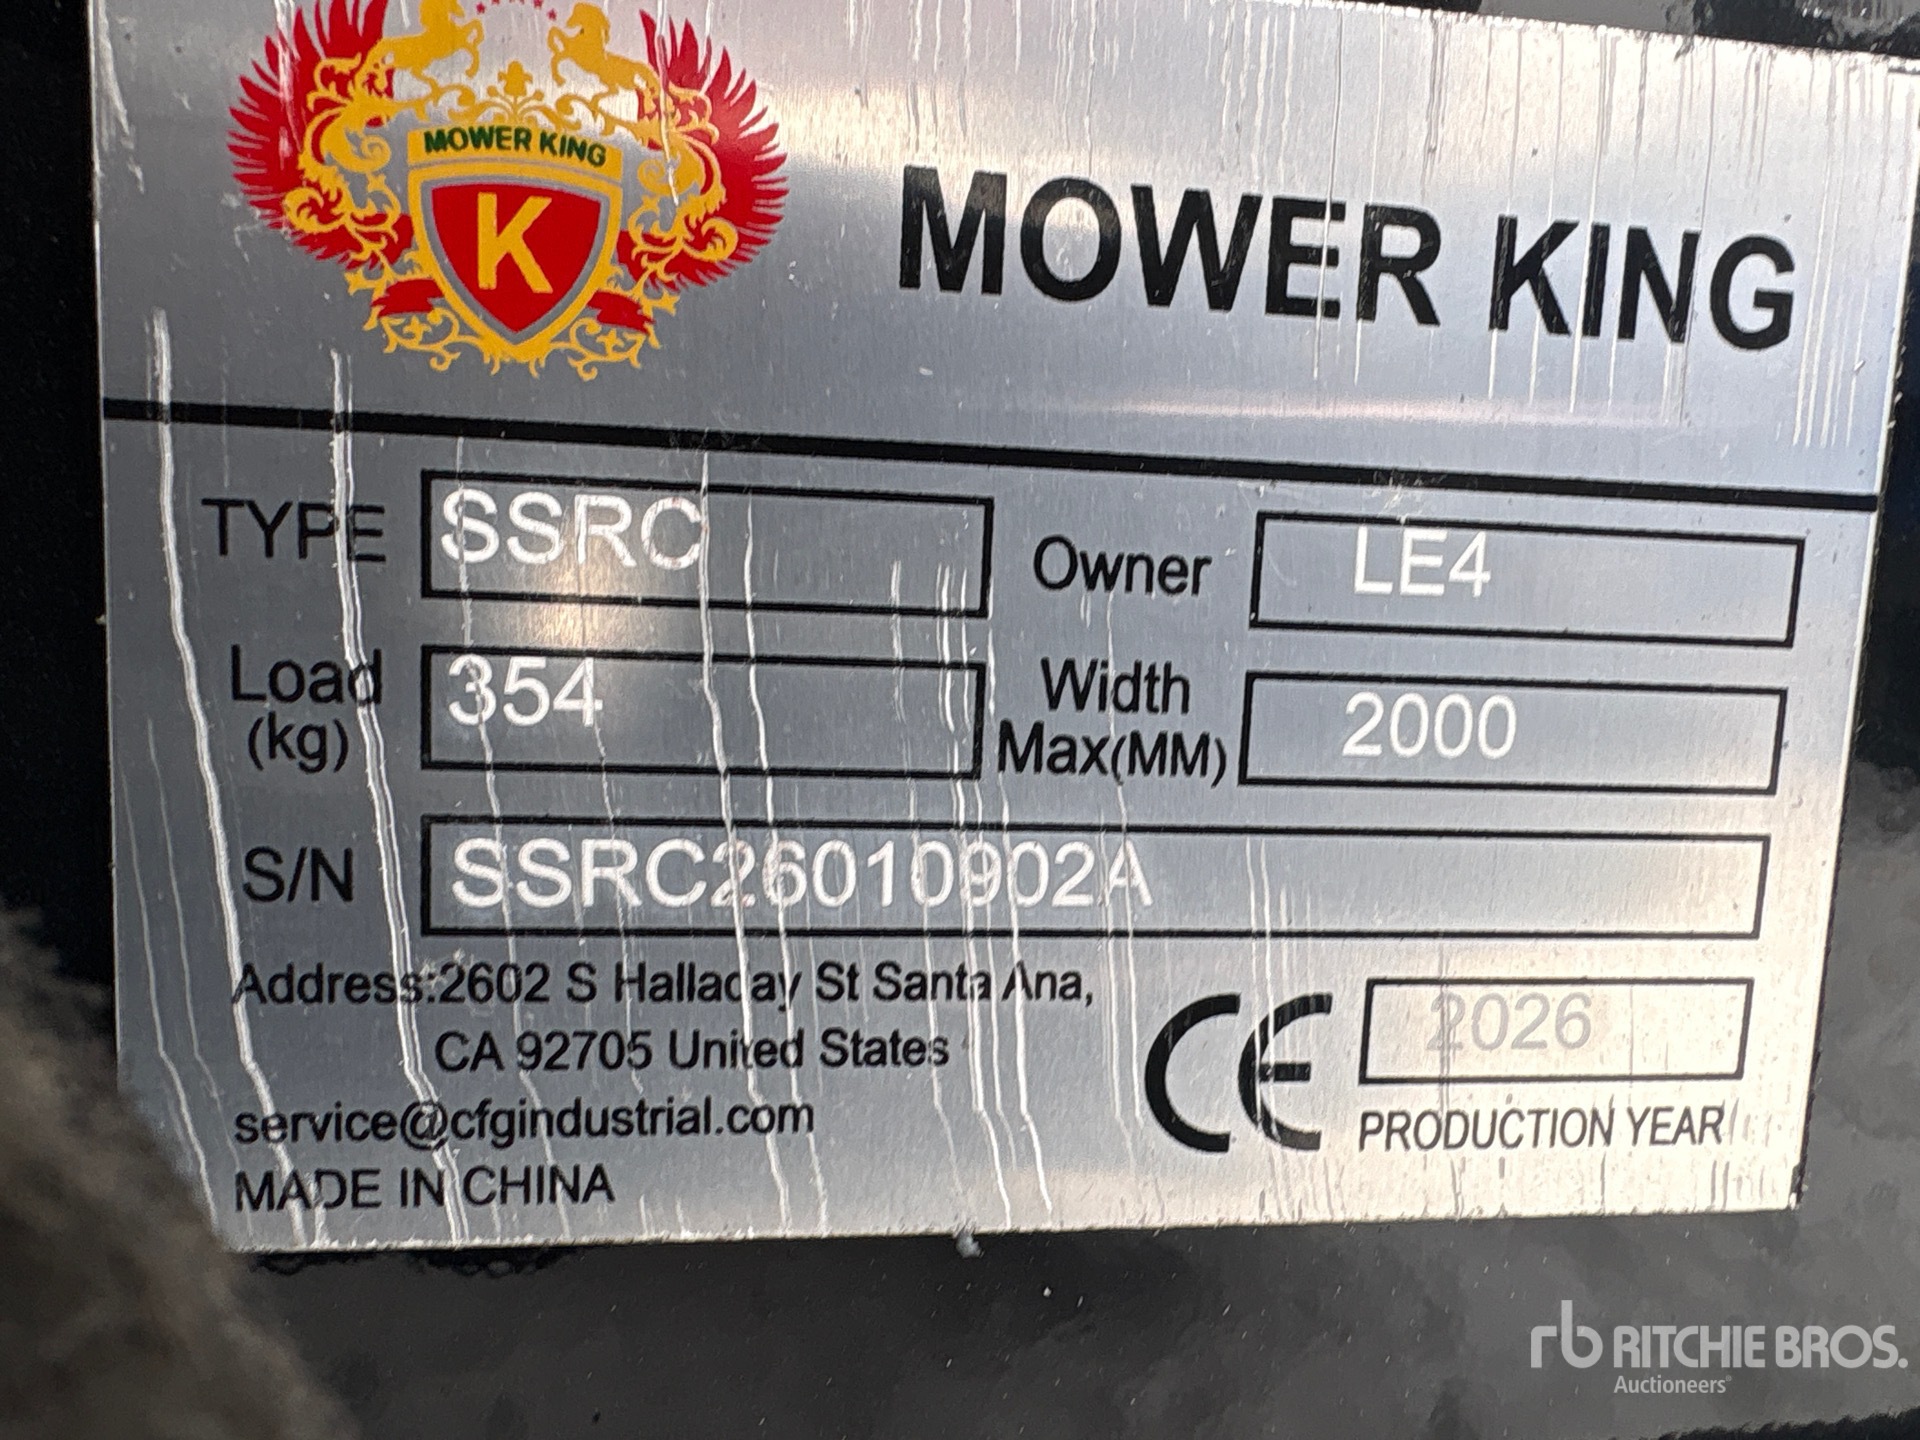 MOWER KING
K
MOWER KING
TYPE SSRC Owner LE4
Load (kg) 354 Width Max(MM) 2000
S/N SSRC26010902A
Address:2602 S Halladay St Santa Ana,
CA 92705 United States
service@cfgindustrial.com
MADE IN CHINA
CE 2026
PRODUCTION YEAR
rb RITCHIE BROS.
Auctioneers